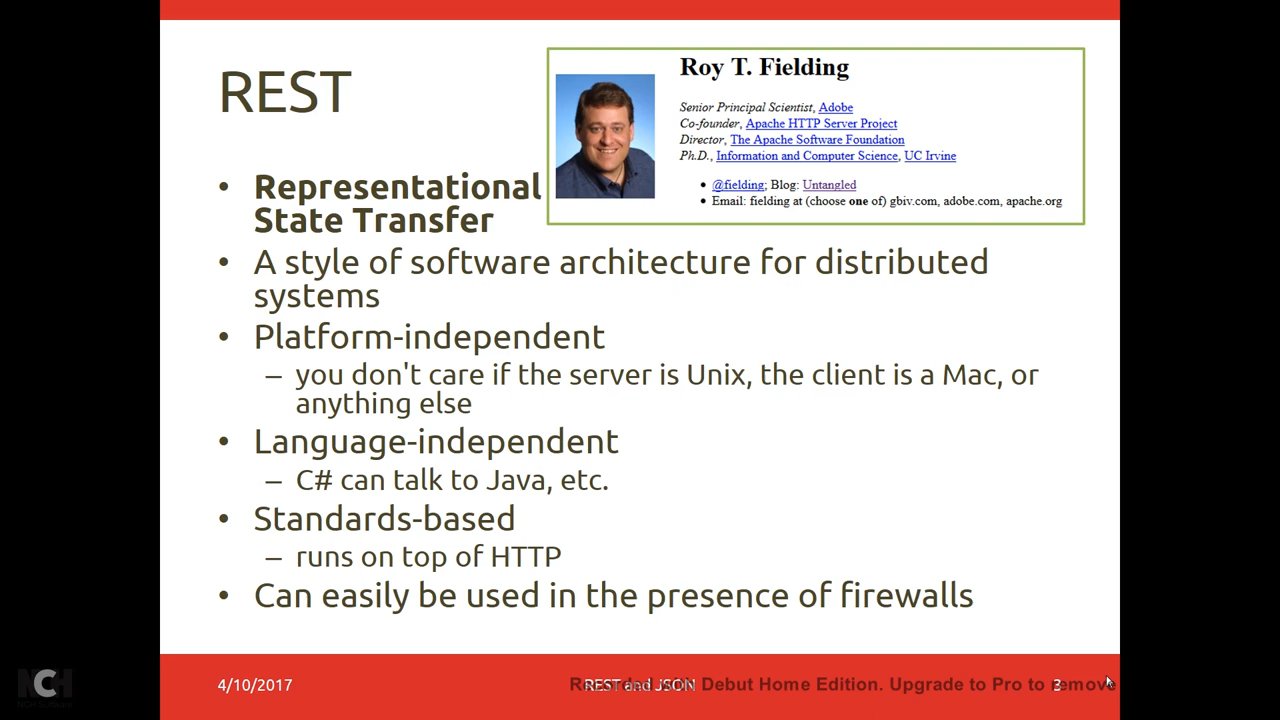 REST
Roy T. Fielding
Senior Principal Scientist, Adobe
Co-founder, Apache HTTP Server Project
Director, The Apache Software Foundation
Ph.D., Information and Computer Science, UC Irvine
• @fielding; Blog: Untangled
• Email: fielding at (choose one of) gbiv.com, adobe.com, apache.org
• Representational
State Transfer
• A style of software architecture for distributed
systems
• Platform-independent
– you don't care if the server is Unix, the client is a Mac, or
anything else
• Language-independent
– C# can talk to Java, etc.
• Standards-based
– runs on top of HTTP
• Can easily be used in the presence of firewalls
4/10/2017
REST and JSON
3
Debut Home Edition. Upgrade to Pro to remove
NCH
NCH Software